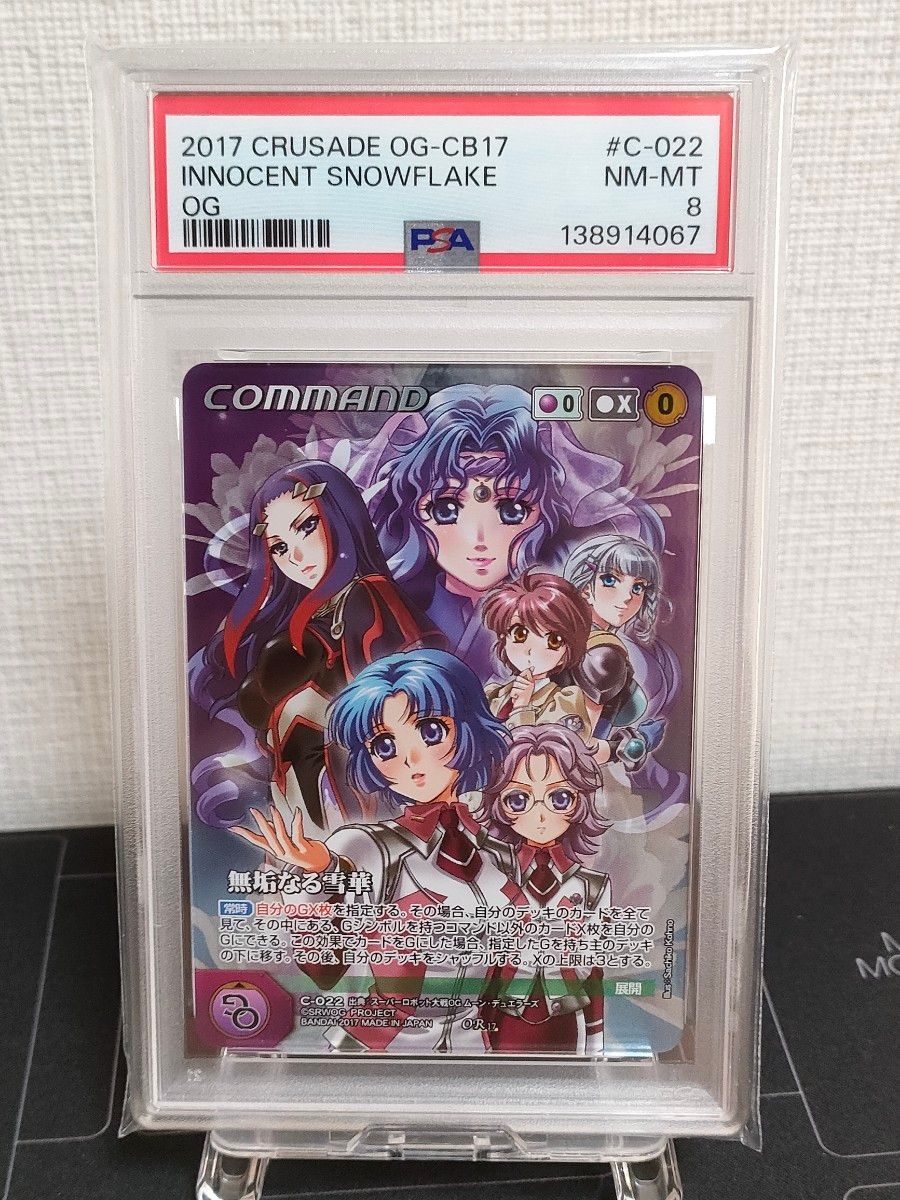 2017 CRUSADE OG-CB17 #C-022
INNOCENT SNOWFLAKE NM-MT
OG 8
PSA 138914067
COMMAND 0 X 0
無垢なる雪華
常時 自分のGX枚を指定する。その場合、自分のデッキのカードを全て
見て、その中にある、Gシンボルを持つコマンド以外のカードX枚を自分の
Gにできる。この効果でカードをGにした場合、指定したGを持ち主のデッキ
の下に移す。その後、自分のデッキをシャッフルする。Xの上限は3とする。
展開
Illus. Sachiko Kohno
OG
C-022 出典 スーパーロボット大戦OG ムーン・デュエラーズ
©SRWOG PROJECT
BANDAI 2017 MADE IN JAPAN OR17